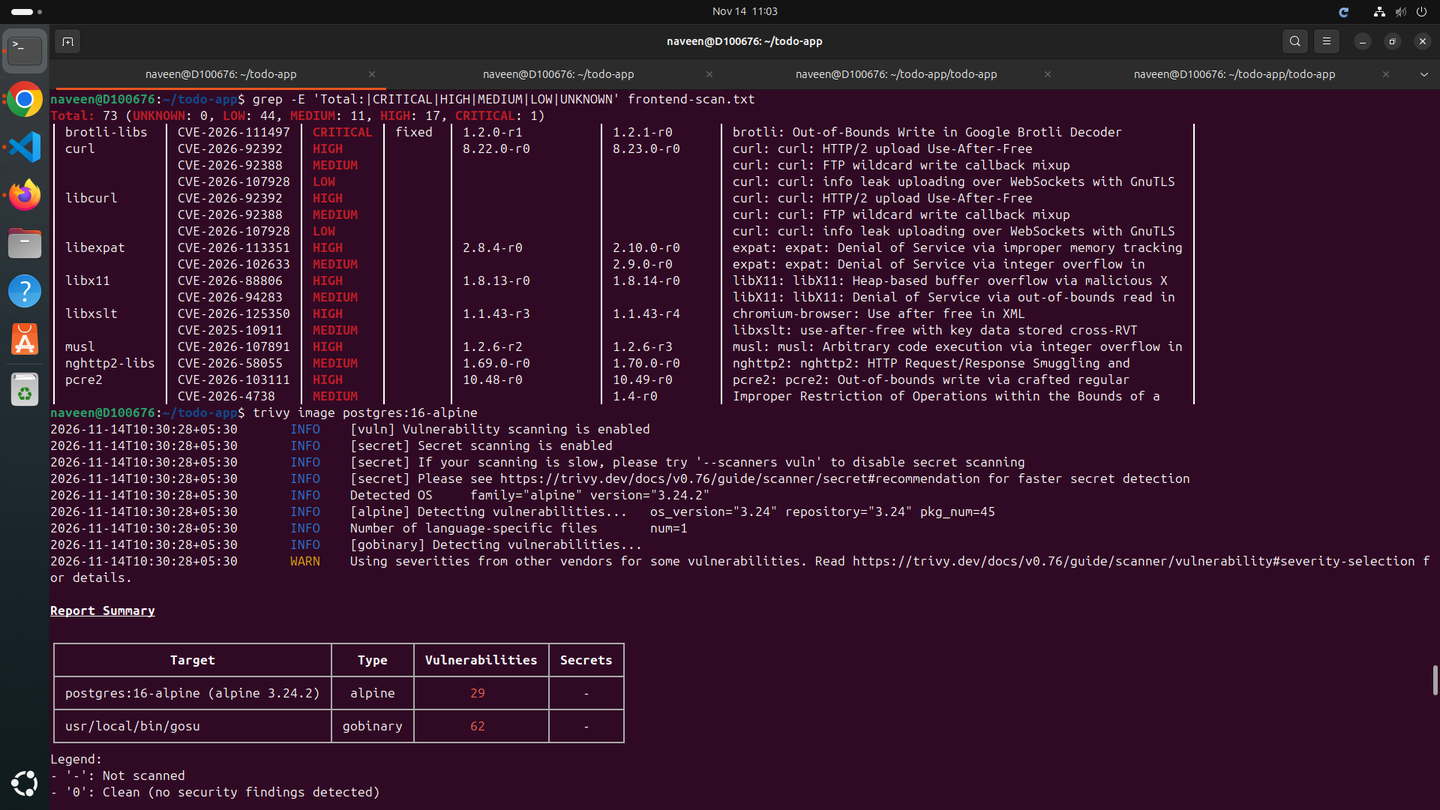 Nov 14 11:03
naveen@D100676: ~/todo-app
naveen@D100676: ~/todo-app
naveen@D100676: ~/todo-app
naveen@D100676: ~/todo-app/todo-app
naveen@D100676: ~/todo-app/todo-app
naveen@D100676:~/todo-app$ grep -E 'Total:|CRITICAL|HIGH|MEDIUM|LOW|UNKNOWN' frontend-scan.txt
Total: 73 (UNKNOWN: 0, LOW: 44, MEDIUM: 11, HIGH: 17, CRITICAL: 1)
│ brotli-libs │ CVE-2026-111497 │ CRITICAL │ fixed │ 1.2.0-r1 │ 1.2.1-r0 │ brotli: Out-of-Bounds Write in Google Brotli Decoder │
│ curl │ CVE-2026-92392 │ HIGH │ │ 8.22.0-r0 │ 8.23.0-r0 │ curl: curl: HTTP/2 upload Use-After-Free │
│ │ CVE-2026-92388 │ MEDIUM │ │ │ │ curl: curl: FTP wildcard write callback mixup │
│ │ CVE-2026-107928 │ LOW │ │ │ │ curl: curl: info leak uploading over WebSockets with GnuTLS │
│ libcurl │ CVE-2026-92392 │ HIGH │ │ │ │ curl: curl: HTTP/2 upload Use-After-Free │
│ │ CVE-2026-92388 │ MEDIUM │ │ │ │ curl: curl: FTP wildcard write callback mixup │
│ │ CVE-2026-107928 │ LOW │ │ │ │ curl: curl: info leak uploading over WebSockets with GnuTLS │
│ libexpat │ CVE-2026-113351 │ HIGH │ │ 2.8.4-r0 │ 2.10.0-r0 │ expat: expat: Denial of Service via improper memory tracking │
│ │ CVE-2026-102633 │ MEDIUM │ │ │ 2.9.0-r0 │ expat: expat: Denial of Service via integer overflow in │
│ libx11 │ CVE-2026-88806 │ HIGH │ │ 1.8.13-r0 │ 1.8.14-r0 │ libX11: libX11: Heap-based buffer overflow via malicious X │
│ │ CVE-2026-94283 │ MEDIUM │ │ │ │ libX11: libX11: Denial of Service via out-of-bounds read in │
│ libxslt │ CVE-2026-125350 │ HIGH │ │ 1.1.43-r3 │ 1.1.43-r4 │ chromium-browser: Use after free in XML │
│ │ CVE-2025-10911 │ MEDIUM │ │ │ │ libxslt: use-after-free with key data stored cross-RVT │
│ musl │ CVE-2026-107891 │ HIGH │ │ 1.2.6-r2 │ 1.2.6-r3 │ musl: musl: Arbitrary code execution via integer overflow in │
│ nghttp2-libs │ CVE-2026-58055 │ MEDIUM │ │ 1.69.0-r0 │ 1.70.0-r0 │ nghttp2: nghttp2: HTTP Request/Response Smuggling and │
│ pcre2 │ CVE-2026-103111 │ HIGH │ │ 10.48-r0 │ 10.49-r0 │ pcre2: pcre2: Out-of-bounds write via crafted regular │
│ │ CVE-2026-4738 │ MEDIUM │ │ │ 1.4-r0 │ Improper Restriction of Operations within the Bounds of a │
naveen@D100676:~/todo-app$ trivy image postgres:16-alpine
2026-11-14T10:30:28+05:30 INFO [vuln] Vulnerability scanning is enabled
2026-11-14T10:30:28+05:30 INFO [secret] Secret scanning is enabled
2026-11-14T10:30:28+05:30 INFO [secret] If your scanning is slow, please try '--scanners vuln' to disable secret scanning
2026-11-14T10:30:28+05:30 INFO [secret] Please see https://trivy.dev/docs/v0.76/guide/scanner/secret#recommendation for faster secret detection
2026-11-14T10:30:28+05:30 INFO Detected OS family="alpine" version="3.24.2"
2026-11-14T10:30:28+05:30 INFO [alpine] Detecting vulnerabilities... os_version="3.24" repository="3.24" pkg_num=45
2026-11-14T10:30:28+05:30 INFO Number of language-specific files num=1
2026-11-14T10:30:28+05:30 INFO [gobinary] Detecting vulnerabilities...
2026-11-14T10:30:28+05:30 WARN Using severities from other vendors for some vulnerabilities. Read https://trivy.dev/docs/v0.76/guide/scanner/vulnerability#severity-selection f
or details.
Report Summary
Target │ Type │ Vulnerabilities │ Secrets
postgres:16-alpine (alpine 3.24.2) │ alpine │ 29 │ -
usr/local/bin/gosu │ gobinary │ 62 │ -
Legend:
- '-': Not scanned
- '0': Clean (no security findings detected)